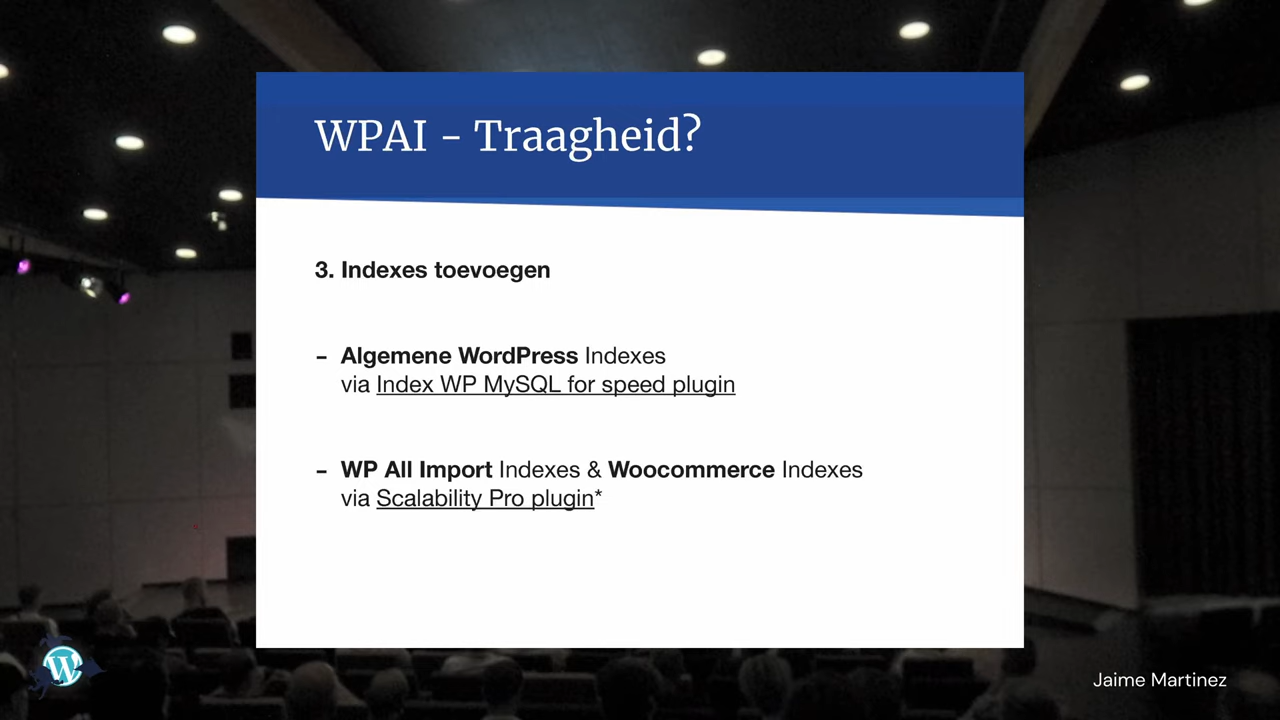 WPAI - Traagheid?
3. Indexes toevoegen
- Algemene WordPress Indexes
via Index WP MySQL for speed plugin
- WP All Import Indexes & Woocommerce Indexes
via Scalability Pro plugin*
Jaime Martinez